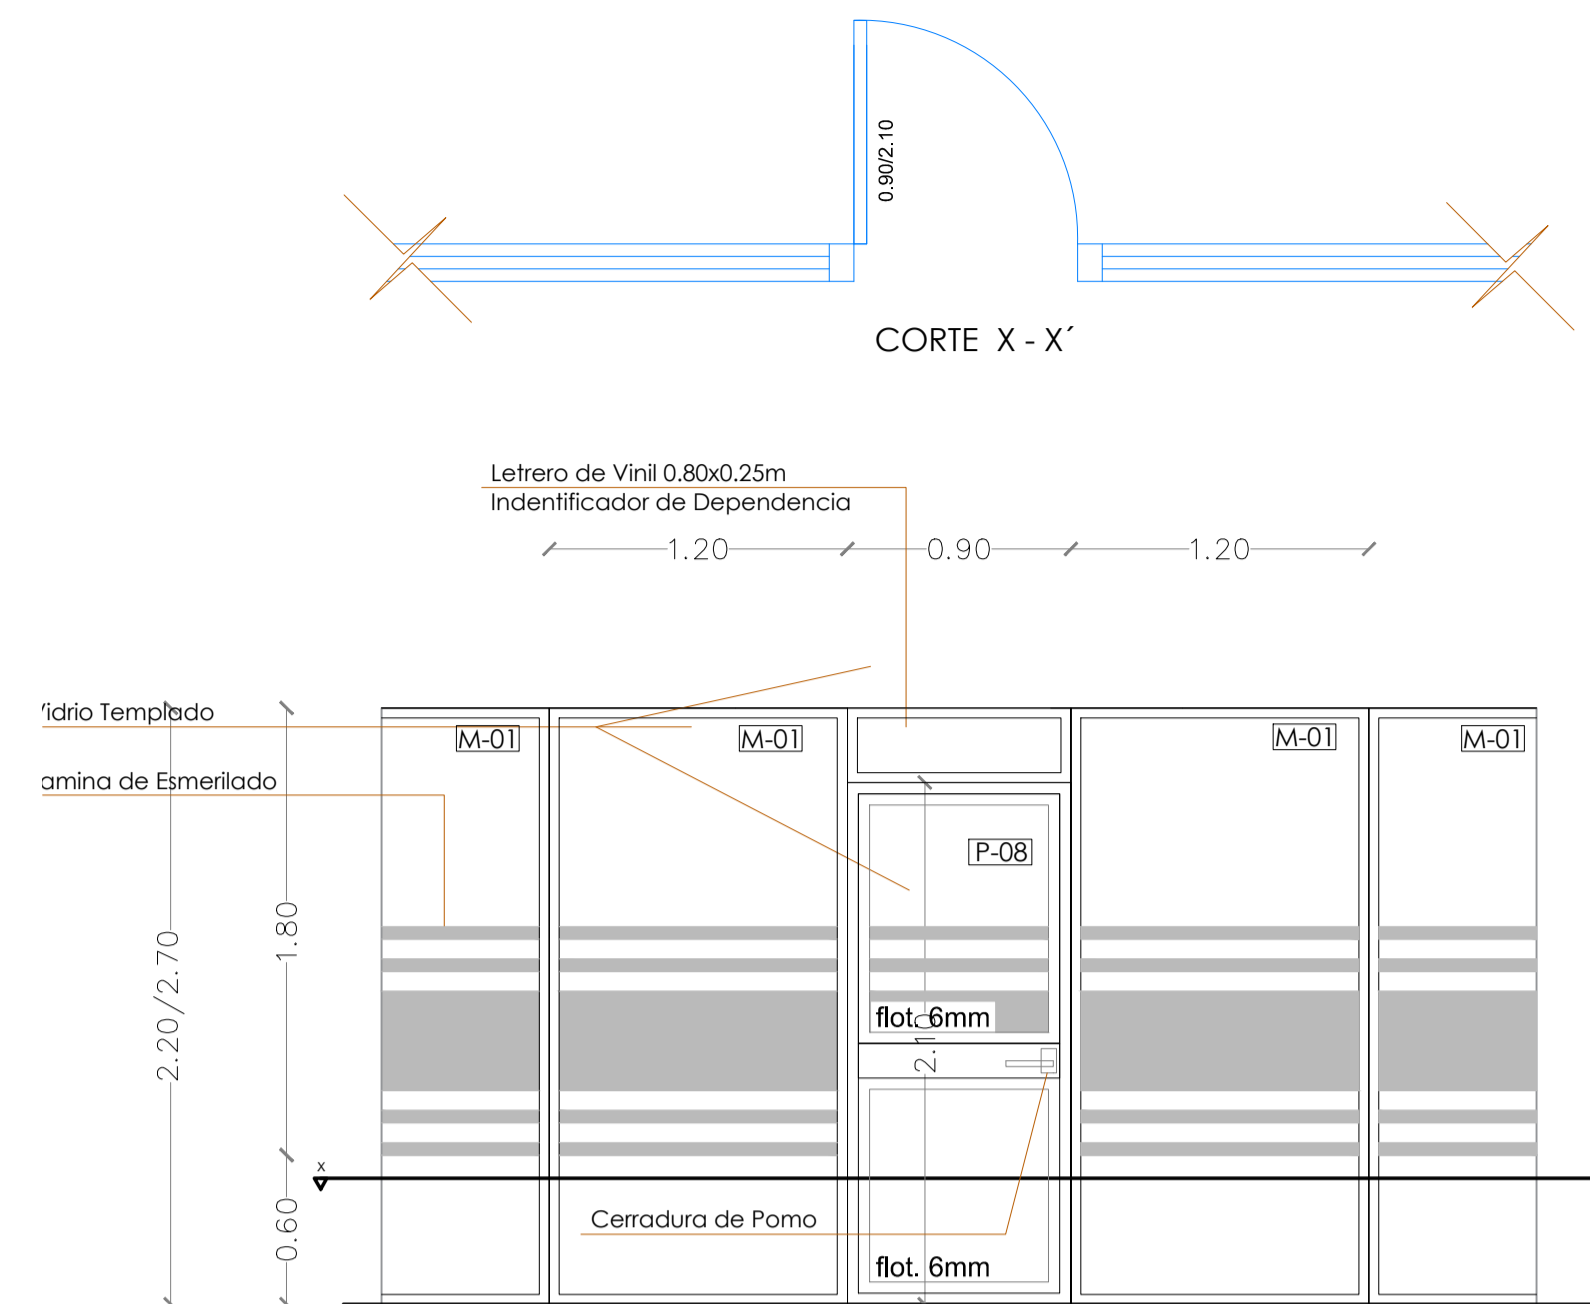 0.90/2.10
CORTE X - X´
Letrero de Vinil 0.80x0.25m
Indentificador de Dependencia
1.20
0.90
1.20
Templado
M-01
M-01
M-01
M-01
amina de Esmerilado
P-08
1.80
2.20/2.70
flot. 6mm
2.10
x
0.60
Cerradura de Pomo
flot. 6mm